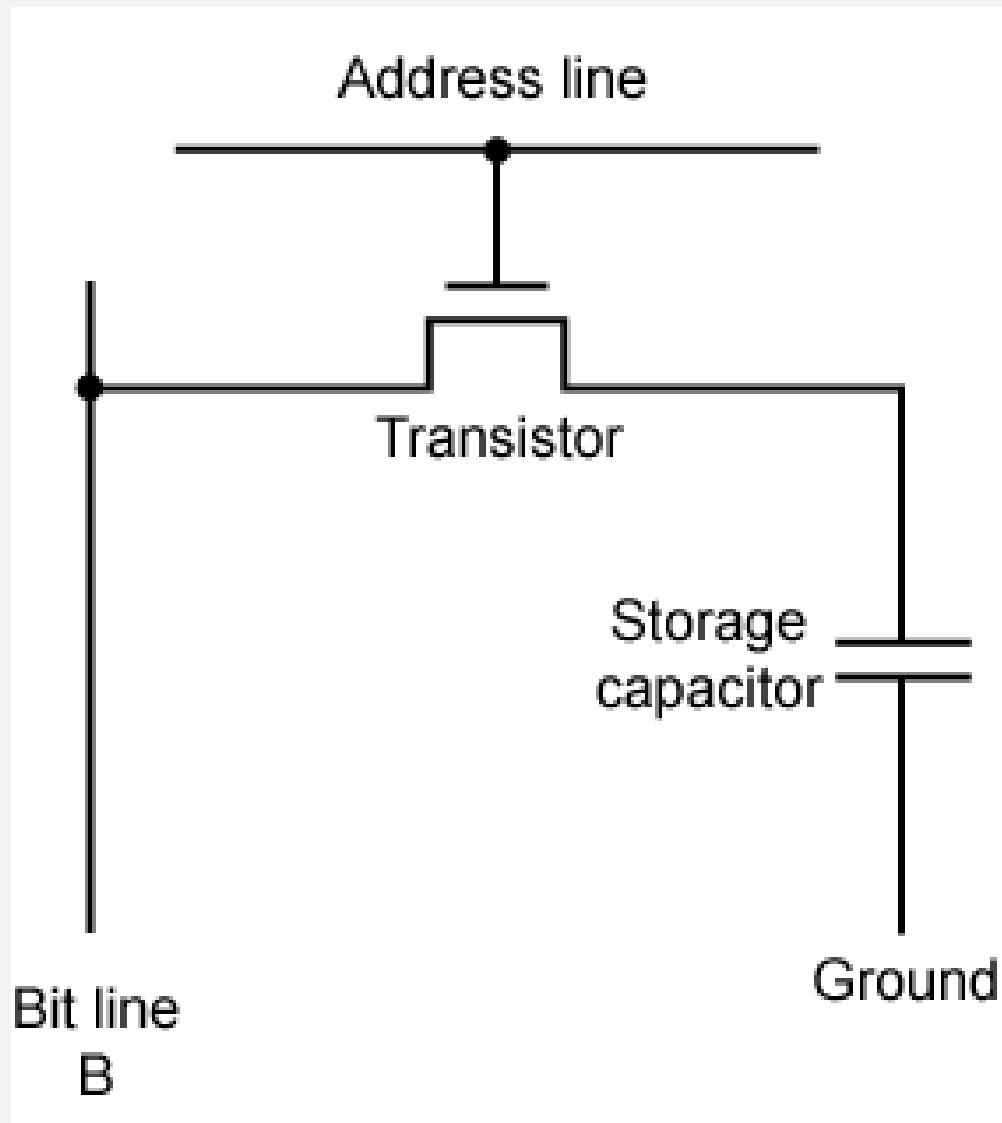 Address line
Transistor
Storage
capacitor
Ground
Bit line
B